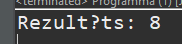 <terminated> Programma (1) [
Rezult?ts: 8